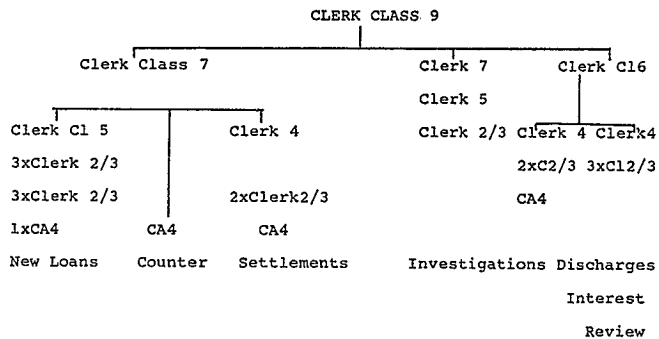 CLERK CLASS 9
Clerk Class 7 Clerk 7 Clerk Cl6
Clerk 5
Clerk Cl 5 Clerk 4 Clerk 2/3 Clerk 4 Clerk4
3xClerk 2/3 2xC2/3 3xCl2/3
3xClerk 2/3 2xClerk2/3 CA4
1xCA4 CA4 CA4
New Loans Counter Settlements Investigations Discharges
Interest
Review